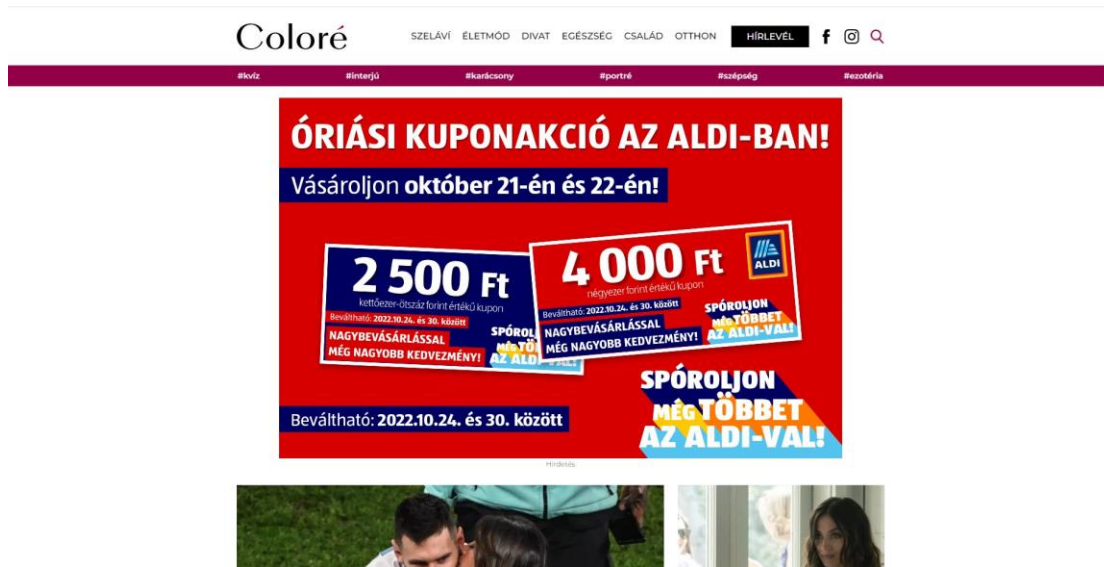 Coloré
SZELÁVÍ ÉLETMÓD DIVAT EGÉSZSÉG CSALÁD OTTHON HÍRLEVÉL
#kvíz #interjú #karácsony #portré #szépség #ezotéria
ÓRIÁSI KUPONAKCIÓ AZ ALDI-BAN!
Vásároljon október 21-én és 22-én!
2 500 Ft
kettőezer-ötszáz forint értékű kupon
Beváltható: 2022.10.24. és 30. között
NAGYBEVÁSÁRLÁSSAL
MÉG NAGYOBB KEDVEZMÉNY!
4 000 Ft
négyezer forint értékű kupon
Beváltható: 2022.10.24. és 30. között
NAGYBEVÁSÁRLÁSSAL
MÉG NAGYOBB KEDVEZMÉNY!
ALDI
SPÓROLJON
MÉG TÖBBET
AZ ALDI-VAL!
SPÓROLJON
MÉG TÖBBET
AZ ALDI-VAL!
Beváltható: 2022.10.24. és 30. között
Hirdetés